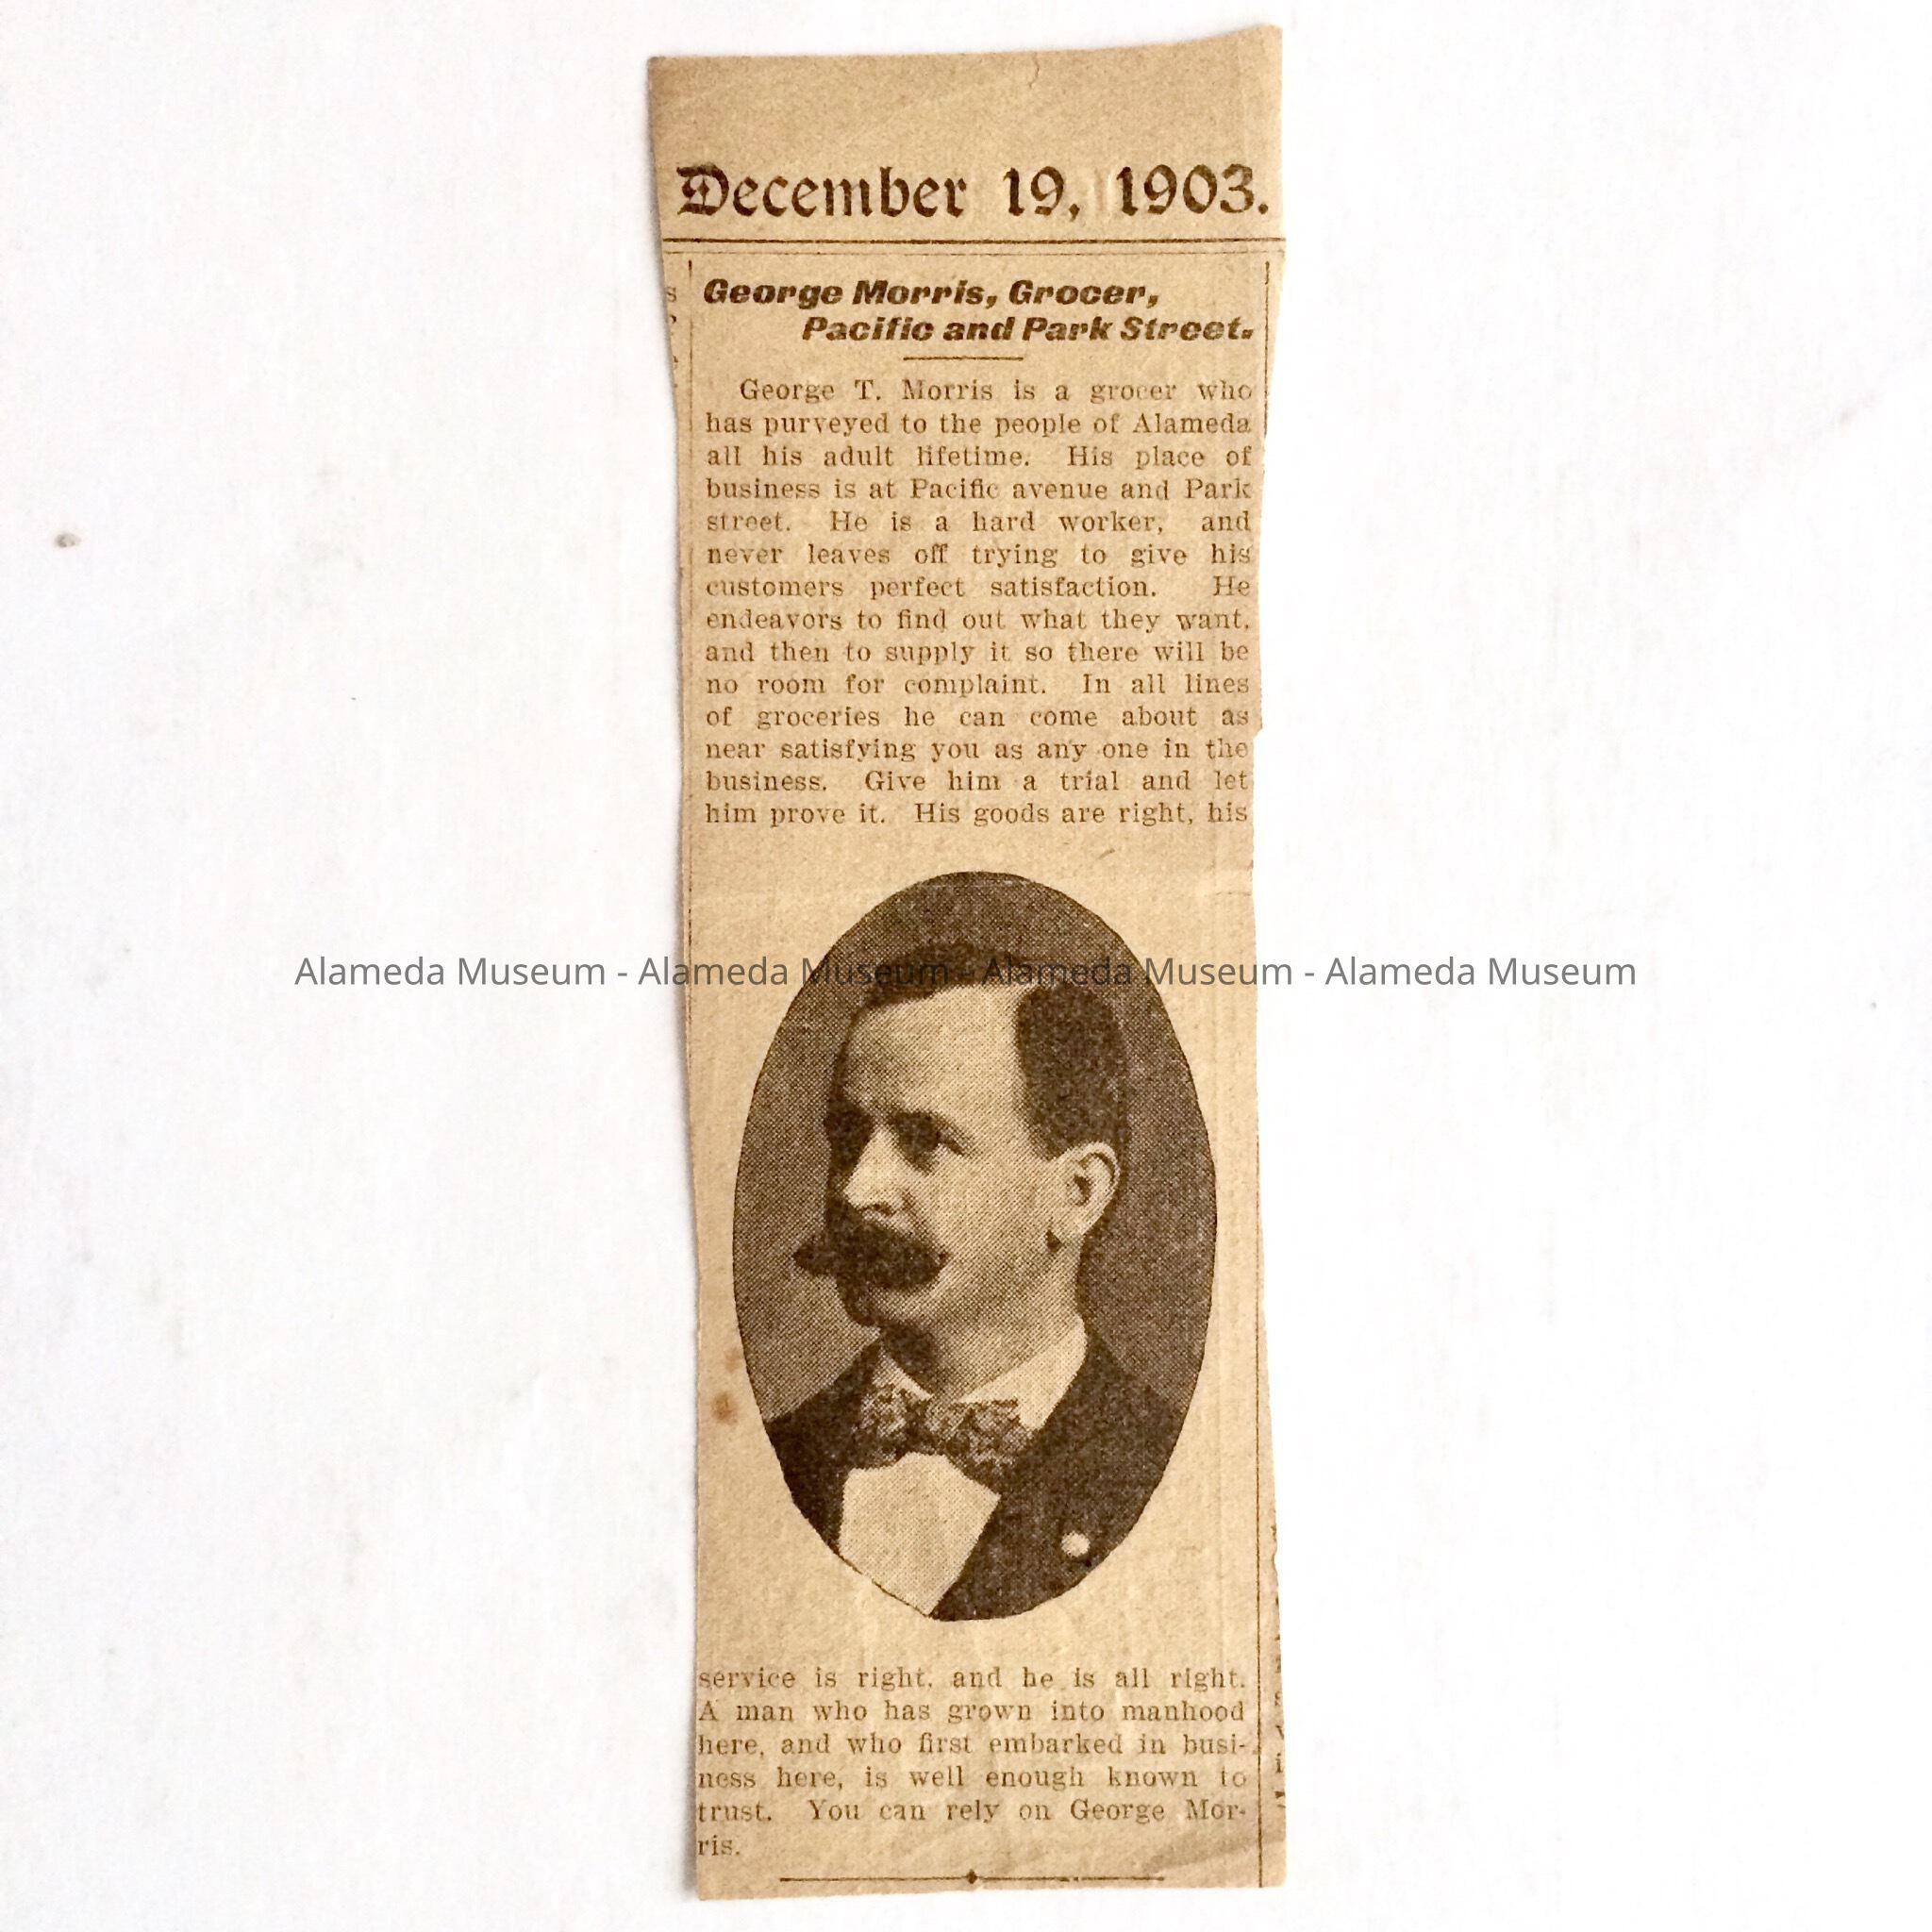 December 19, 1903.
George Morris, Grocer,
Pacific and Park Street.
George T. Morris is a grocer who
has purveyed to the people of Alameda
all his adult lifetime. His place of
business is at Pacific avenue and Park
street. He is a hard worker, and
never leaves off trying to give his
customers perfect satisfaction. He
endeavors to find out what they want,
and then to supply it so there will be
no room for complaint. In all lines
of groceries he can come about as
near satisfying you as any one in the
business. Give him a trial and let
him prove it. His goods are right, his
Alameda Museum - Alameda Museum - Alameda Museum - Alameda Museum
service is right, and he is all right.
A man who has grown into manhood
here, and who first embarked in busi-
ness here, is well enough known to
trust. You can rely on George Mor-
ris.